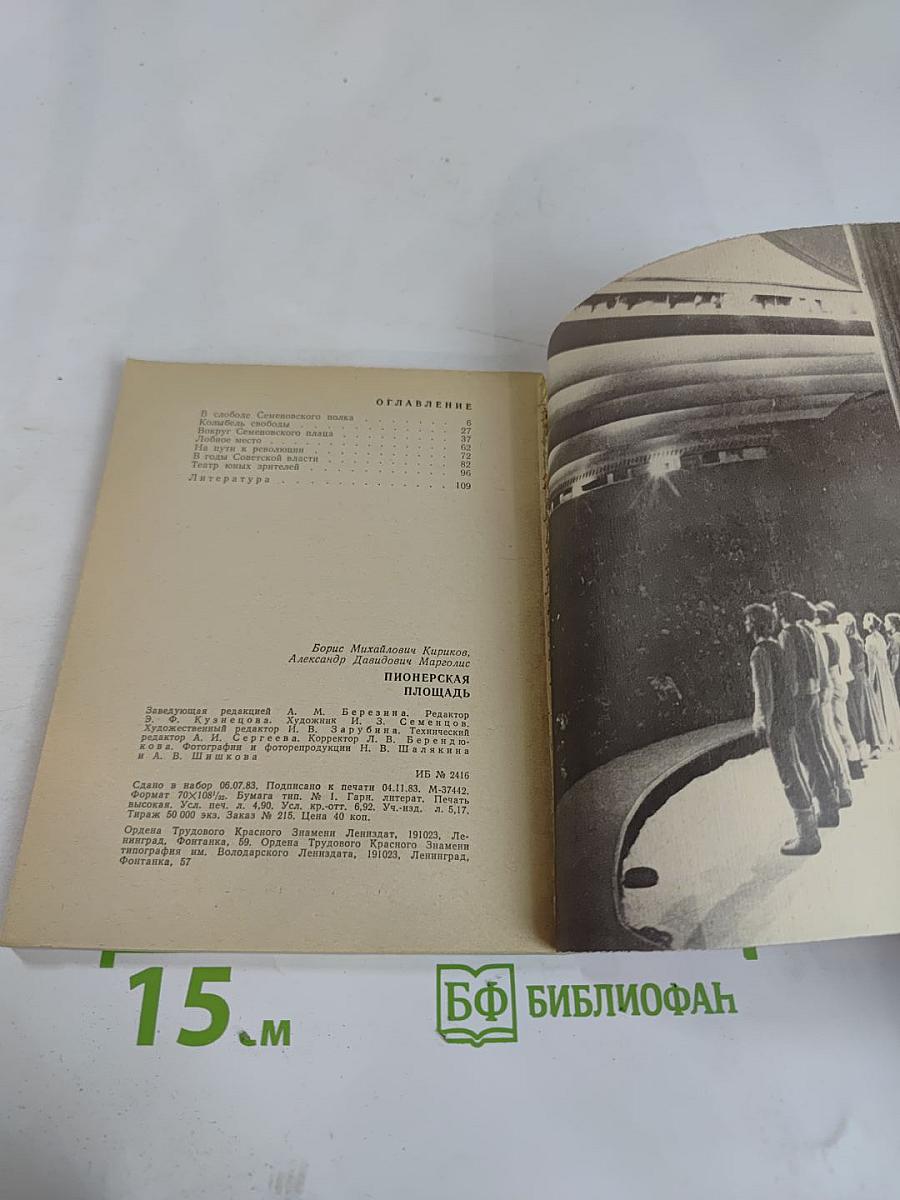 ОГЛАВЛЕНИЕ
В слободе Семеновского полка . . . . . . . 6
Колыбель свободы . . . . . . . . . . 27
Вокруг Семеновского плаца . . . . . . . . 37
Лобное место . . . . . . . . . . . 62
На пути к революции . . . . . . . . . 72
В годы Советской власти . . . . . . . . 82
Театр юных зрителей . . . . . . . . . 96
Литература . . . . . . . . . . . . 109
Борис Михайлович Кириков,
Александр Давидович Марголис
ПИОНЕРСКАЯ
ПЛОЩАДЬ
Заведующая редакцией А. М. Березина. Редактор
Э. Ф. Кузнецова. Художник И. З. Семенцов.
Художественный редактор И. В. Зарубина. Технический
редактор А. И. Сергеева. Корректор Л. В. Берендю-
кова. Фотографии и фоторепродукции Н. В. Шалякина
и А. В. Шишкова
ИБ № 2416
Сдано в набор 06.07.83. Подписано к печати 04.11.83. М-37442.
Формат 70×108¹/₃₂. Бумага тип. № 1. Гарн. литерат. Печать
высокая. Усл. печ. л. 4,90. Усл. кр.-отт. 6,92. Уч.-изд. л. 5,17.
Тираж 50 000 экз. Заказ № 215. Цена 40 коп.
Ордена Трудового Красного Знамени Лениздат, 191023, Ле-
нинград, Фонтанка, 59. Ордена Трудового Красного Знамени
типография им. Володарского Лениздата, 191023, Ленинград,
Фонтанка, 57
15 см
БФ БИБЛИОФАН